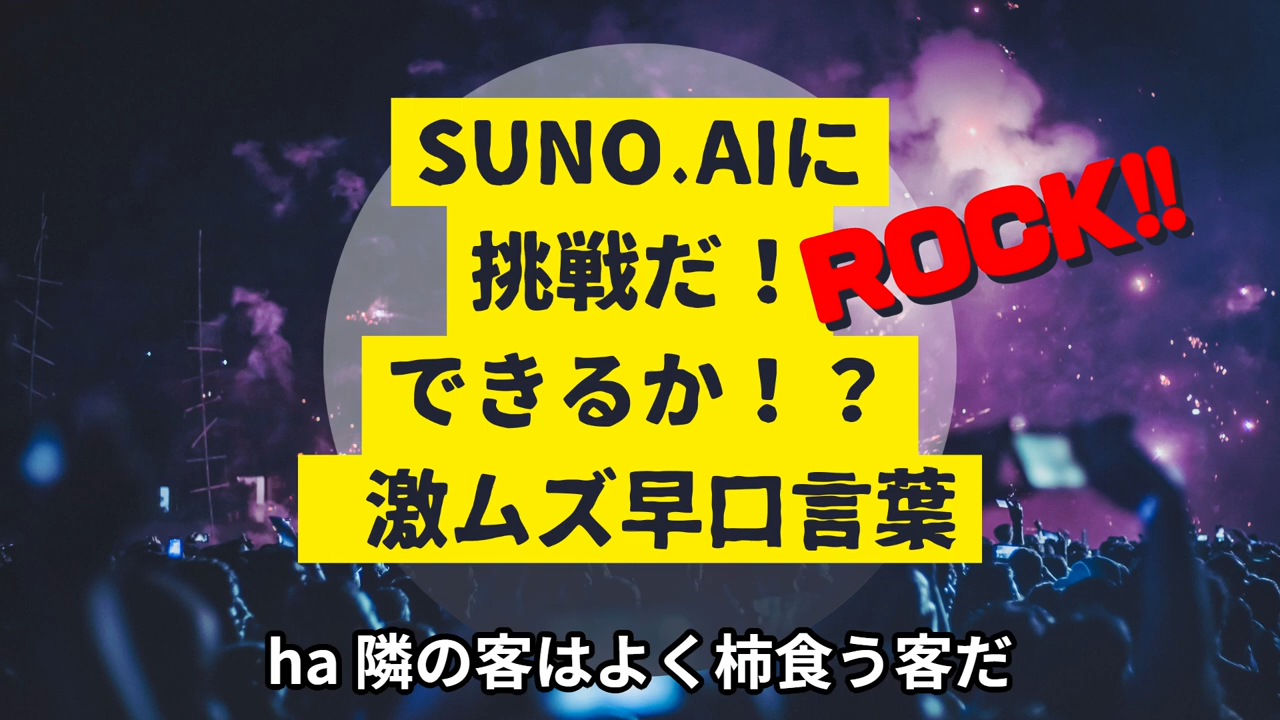 SUNO.AIに
挑戦だ！
ROCK!!
できるか！？
激ムズ早口言葉
ha 隣の客はよく柿食う客だ